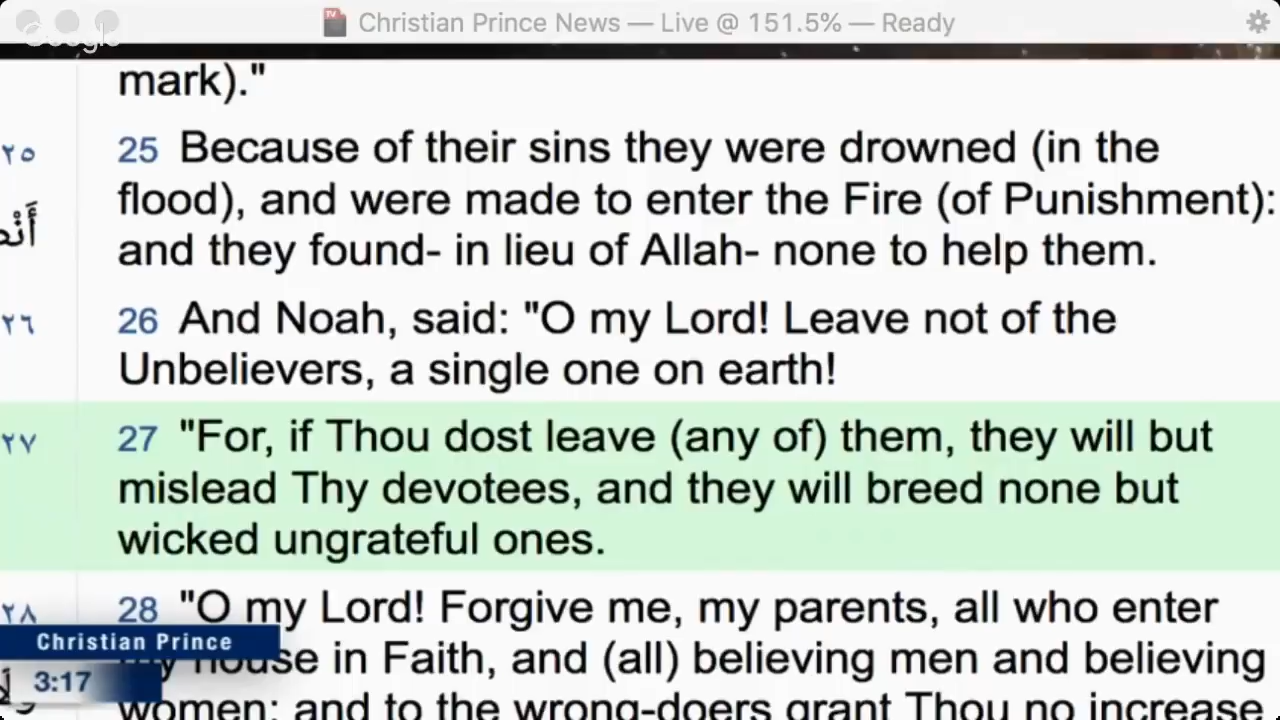 Christian Prince News — Live @ 151.5% — Ready
Google
mark)."
٢٥
25 Because of their sins they were drowned (in the
flood), and were made to enter the Fire (of Punishment):
and they found- in lieu of Allah- none to help them.
٢٦
26 And Noah, said: "O my Lord! Leave not of the
Unbelievers, a single one on earth!
٢٧
27 "For, if Thou dost leave (any of) them, they will but
mislead Thy devotees, and they will breed none but
wicked ungrateful ones.
٢٨
28 "O my Lord! Forgive me, my parents, all who enter
my house in Faith, and (all) believing men and believing
women: and to the wrong-doers grant Thou no increase
Christian Prince
3:17